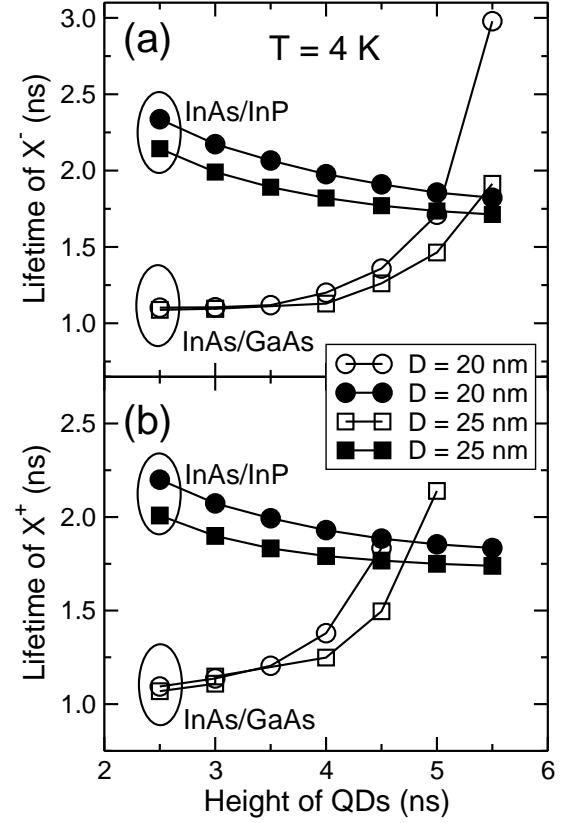 (a)
T = 4 K
3.0
2.5
2.0
1.5
1.0
Lifetime of X⁻ (ns)
InAs/InP
InAs/GaAs
D = 20 nm
D = 20 nm
D = 25 nm
D = 25 nm
(b)
2.5
2.0
1.5
1.0
Lifetime of X⁺ (ns)
InAs/InP
InAs/GaAs
2 3 4 5 6
Height of QDs (ns)